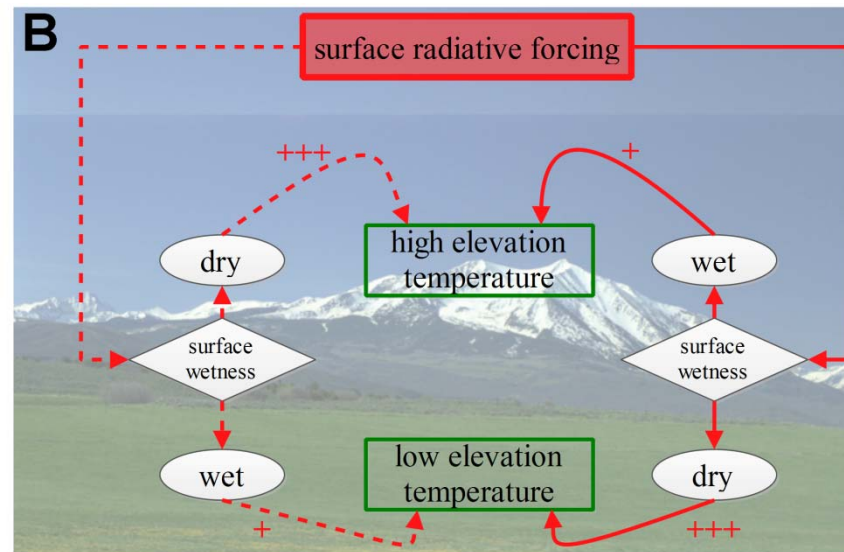 B
surface radiative forcing
+++
+
high elevation
temperature
dry
wet
surface
wetness
surface
wetness
low elevation
temperature
wet
dry
+
+++